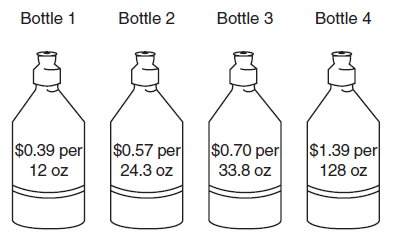 Bottle 1 Bottle 2 Bottle 3 Bottle 4
$0.39 per $0.57 per $0.70 per $1.39 per
12 oz 24.3 oz 33.8 oz 128 oz